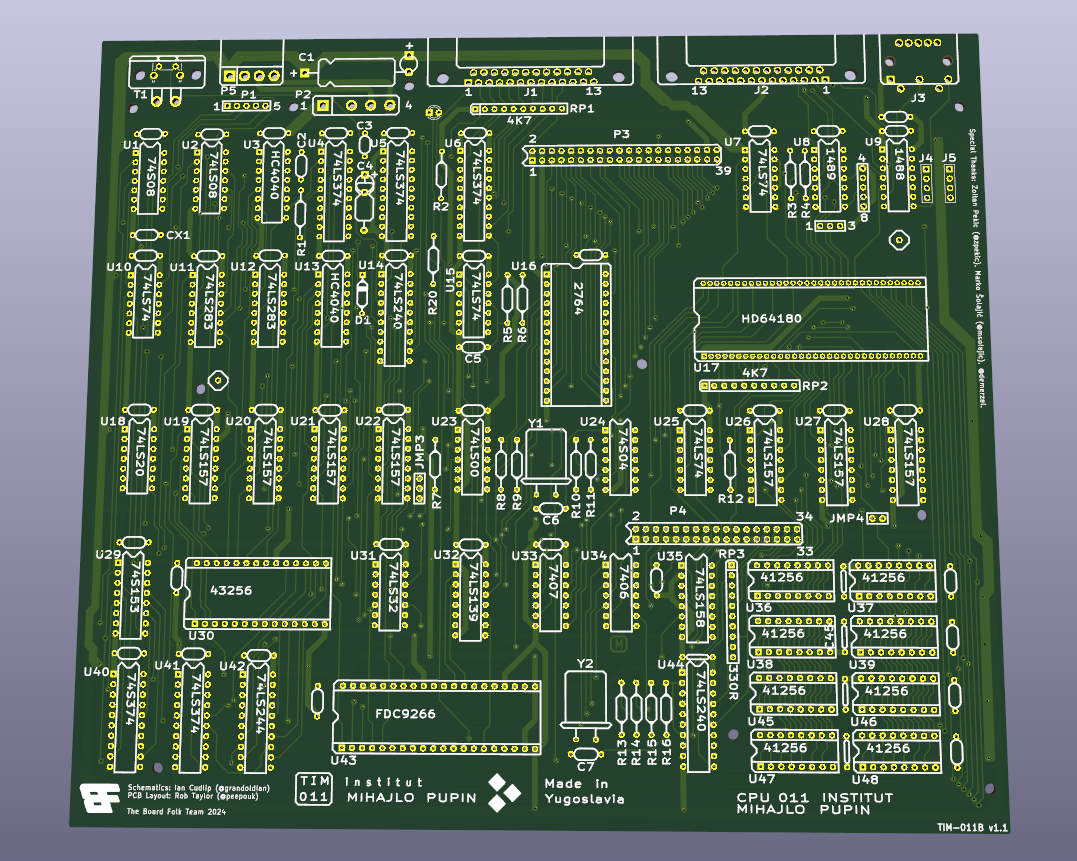 C1
+
+
T1
P5
P1
1 5
P2
1 4
1 J1 13
13 J2 1
J3
RP1
4K7
U1
74S08
U2
74LS08
U3
HC4040
C2
U4
74LS374
C3
C4
+
U5
74LS374
U6
74LS374
R2
R1
2
P3
1
39
U7
74LS74
U8
1489
R3
R4
4
8
1 3
U9
1488
J4
J5
Special Thanks: Zoltan Pekic (@zpekic), Marko Šolajić (@msolajic), @demerzel.
CX1
U10
74LS74
U11
74LS283
U12
74LS283
U13
HC4040
D1
U14
74LS240
R20
U15
74LS74
C5
R5
R6
U16
2764
HD64180
U17
4K7
RP2
U18
74LS20
U19
74LS157
U20
74LS157
U21
74LS157
U22
74LS157
JMP3
R7
U23
74LS00
R8
R9
Y1
C6
R10
R11
U24
74S04
U25
74LS74
R12
U26
74LS157
U27
74LS157
U28
74LS157
JMP4
2
P4
34
1
33
U29
74S153
43256
U30
U31
74LS32
U32
74LS139
U33
7407
U34
7406
U35
74LS158
RP3
330R
41256
U36
41256
U37
41256
U38
41256
U39
C45
U40
74S374
U41
74LS374
U42
74LS244
FDC9266
U43
Y2
C7
R13
R14
R15
R16
U44
74LS240
41256
U45
41256
U46
41256
U47
41256
U48
M
Schematics: Ian Cudlip (@grandoldian)
PCB Layout: Rob Taylor (@peepouk)
The Board Folk Team 2024
TIM
011
institut
MIHAJLO PUPIN
Made in
Yugoslavia
CPU 011 INSTITUT
MIHAJLO PUPIN
TIM-011B v1.1